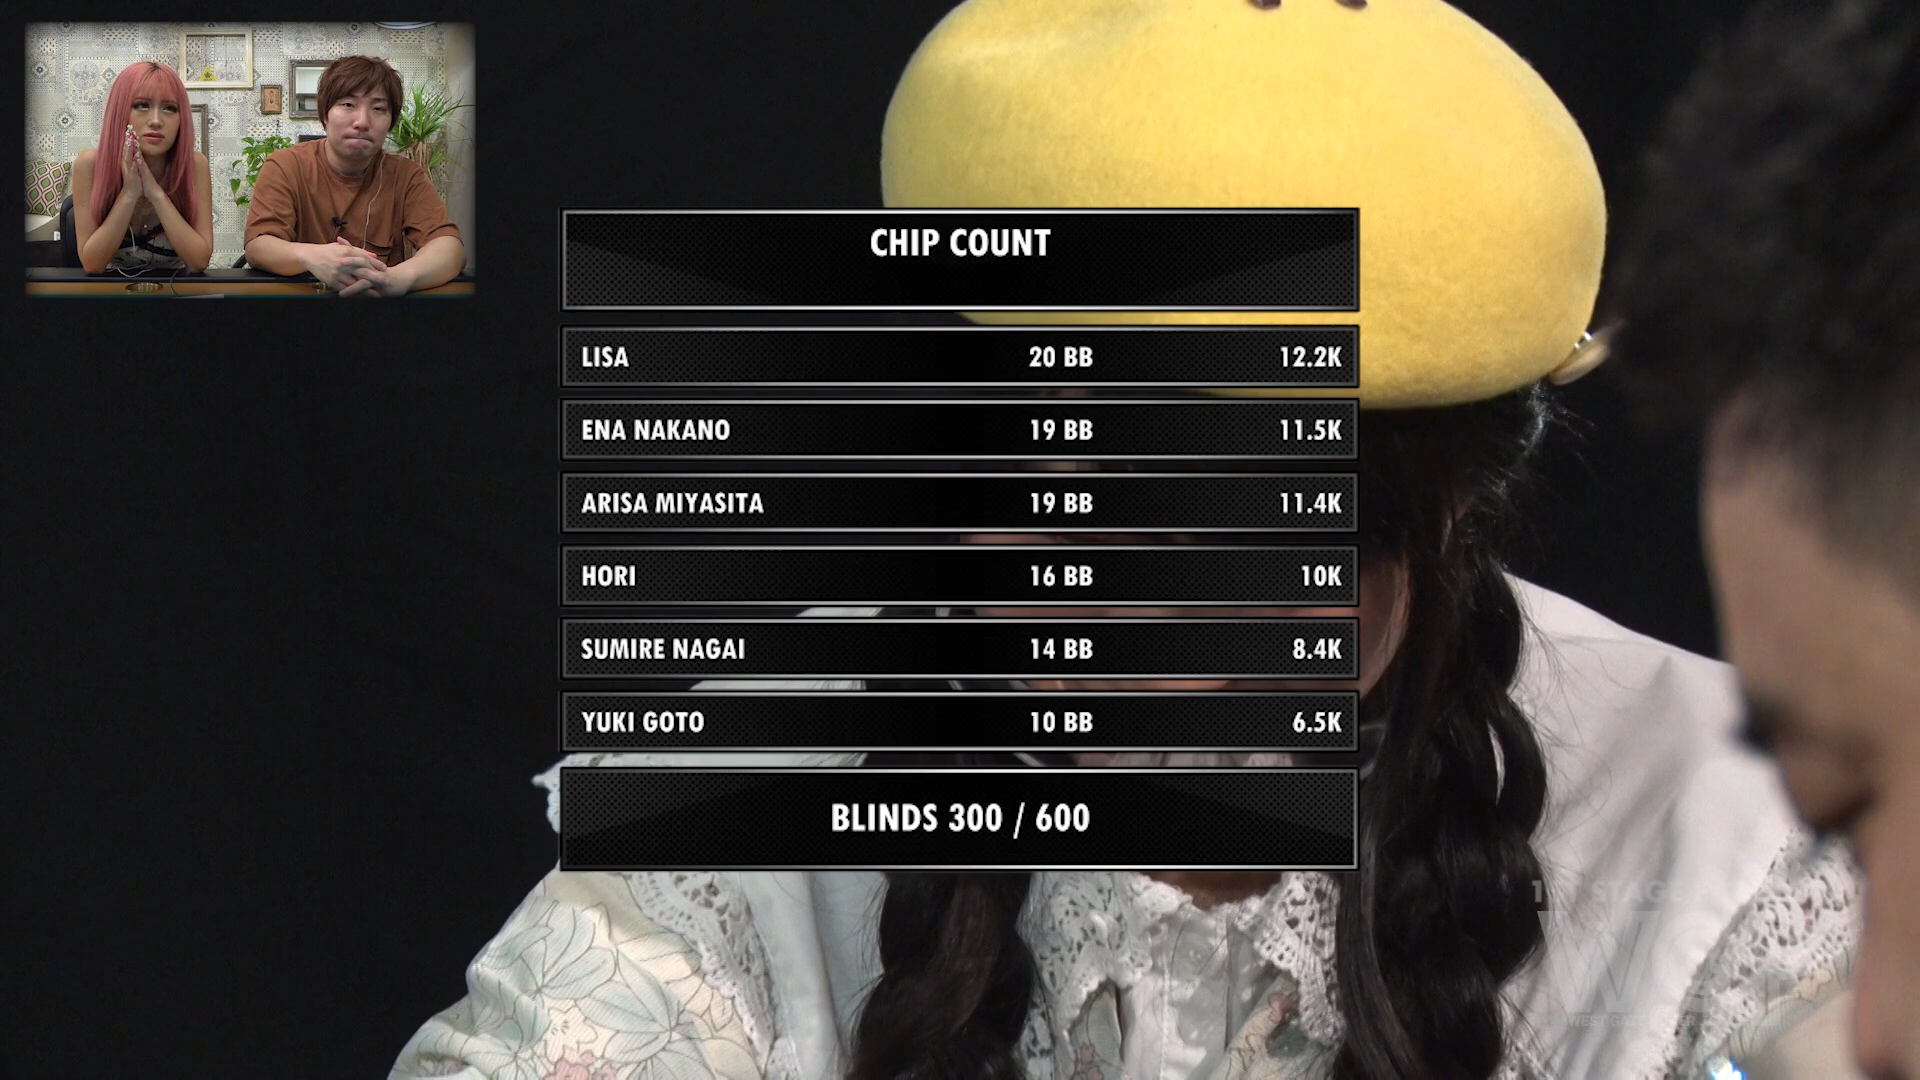 CHIP COUNT
LISA 20 BB 12.2K
ENA NAKANO 19 BB 11.5K
ARISA MIYASITA 19 BB 11.4K
HORI 16 BB 10K
SUMIRE NAGAI 14 BB 8.4K
YUKI GOTO 10 BB 6.5K
BLINDS 300 / 600
WEST GATE